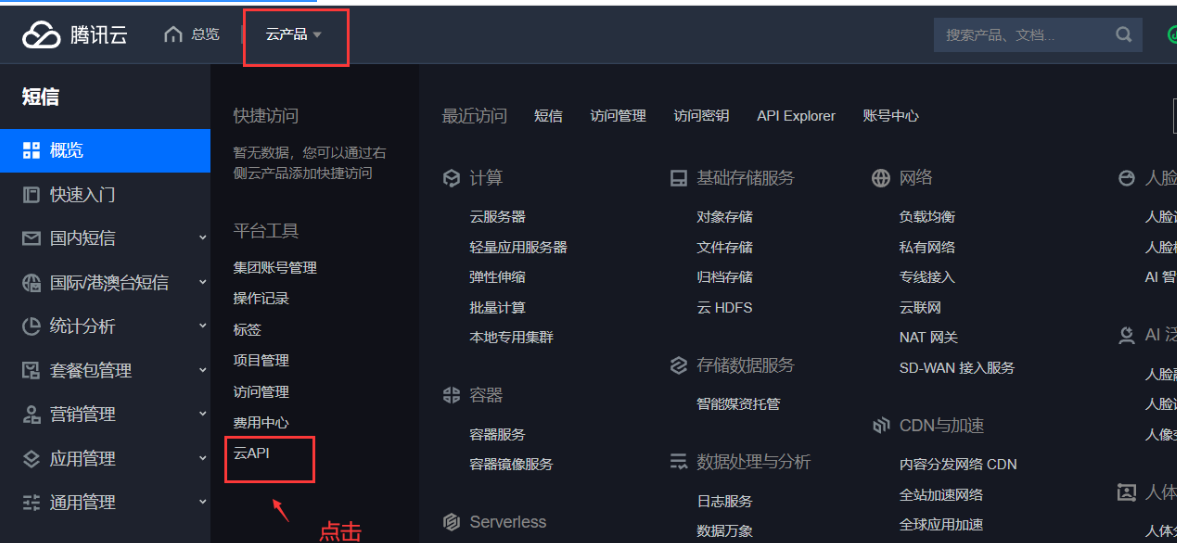 腾讯云
总览
云产品
搜索产品、文档...
短信
概览
快速入门
国内短信
国际/港澳台短信
统计分析
套餐包管理
营销管理
应用管理
通用管理
快捷访问
暂无数据，您可以通过右
侧云产品添加快捷访问
平台工具
集团账号管理
操作记录
标签
项目管理
访问管理
费用中心
云API
点击
最近访问 短信 访问管理 访问密钥 API Explorer 账号中心
计算
云服务器
轻量应用服务器
弹性伸缩
批量计算
本地专用集群
容器
容器服务
容器镜像服务
Serverless
基础存储服务
对象存储
文件存储
归档存储
云 HDFS
存储数据服务
智能媒资托管
数据处理与分析
日志服务
数据万象
网络
负载均衡
私有网络
专线接入
云联网
NAT 网关
SD-WAN 接入服务
CDN与加速
内容分发网络 CDN
全站加速网络
全球应用加速
人脸
人脸
人脸
AI 智
AI 泛
人脸
人脸
人像
人体
人体